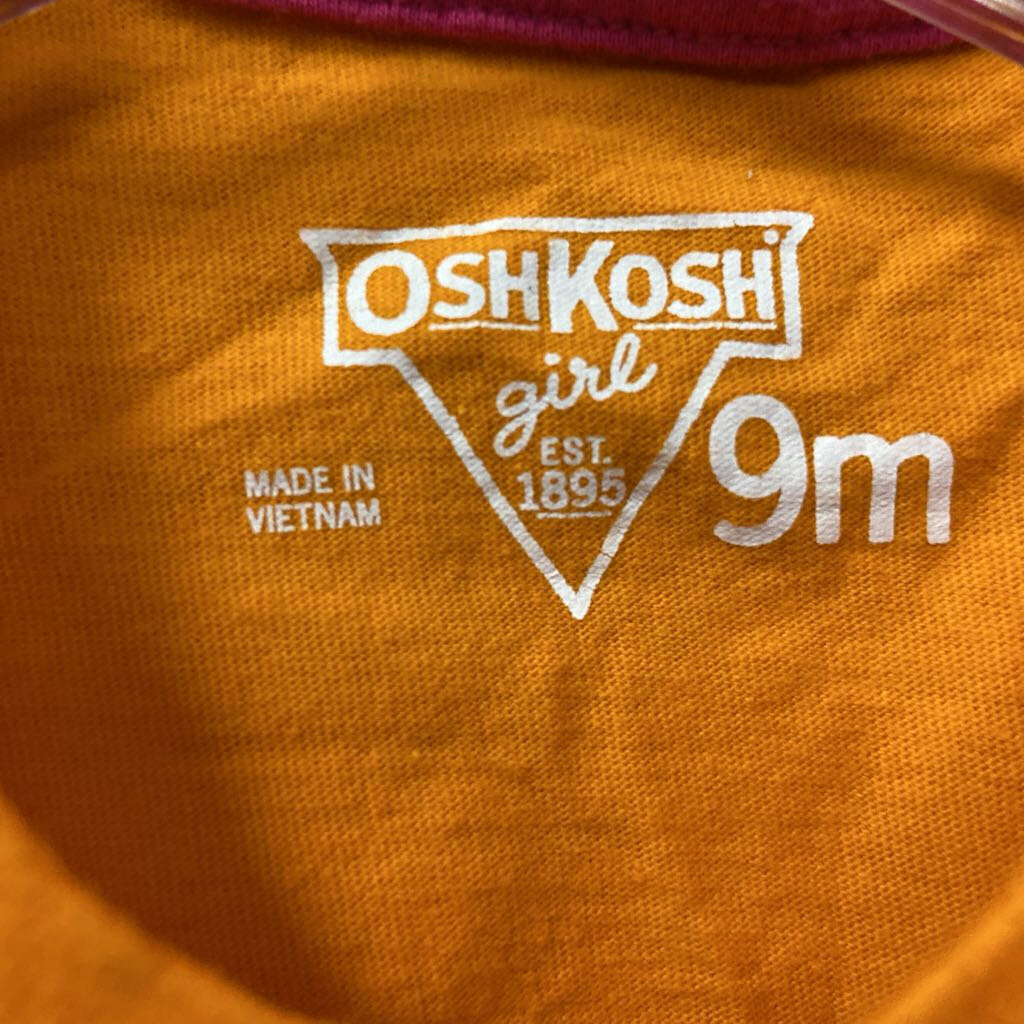 OSHKOSH
girl
EST.
1895
9m
MADE IN
VIETNAM